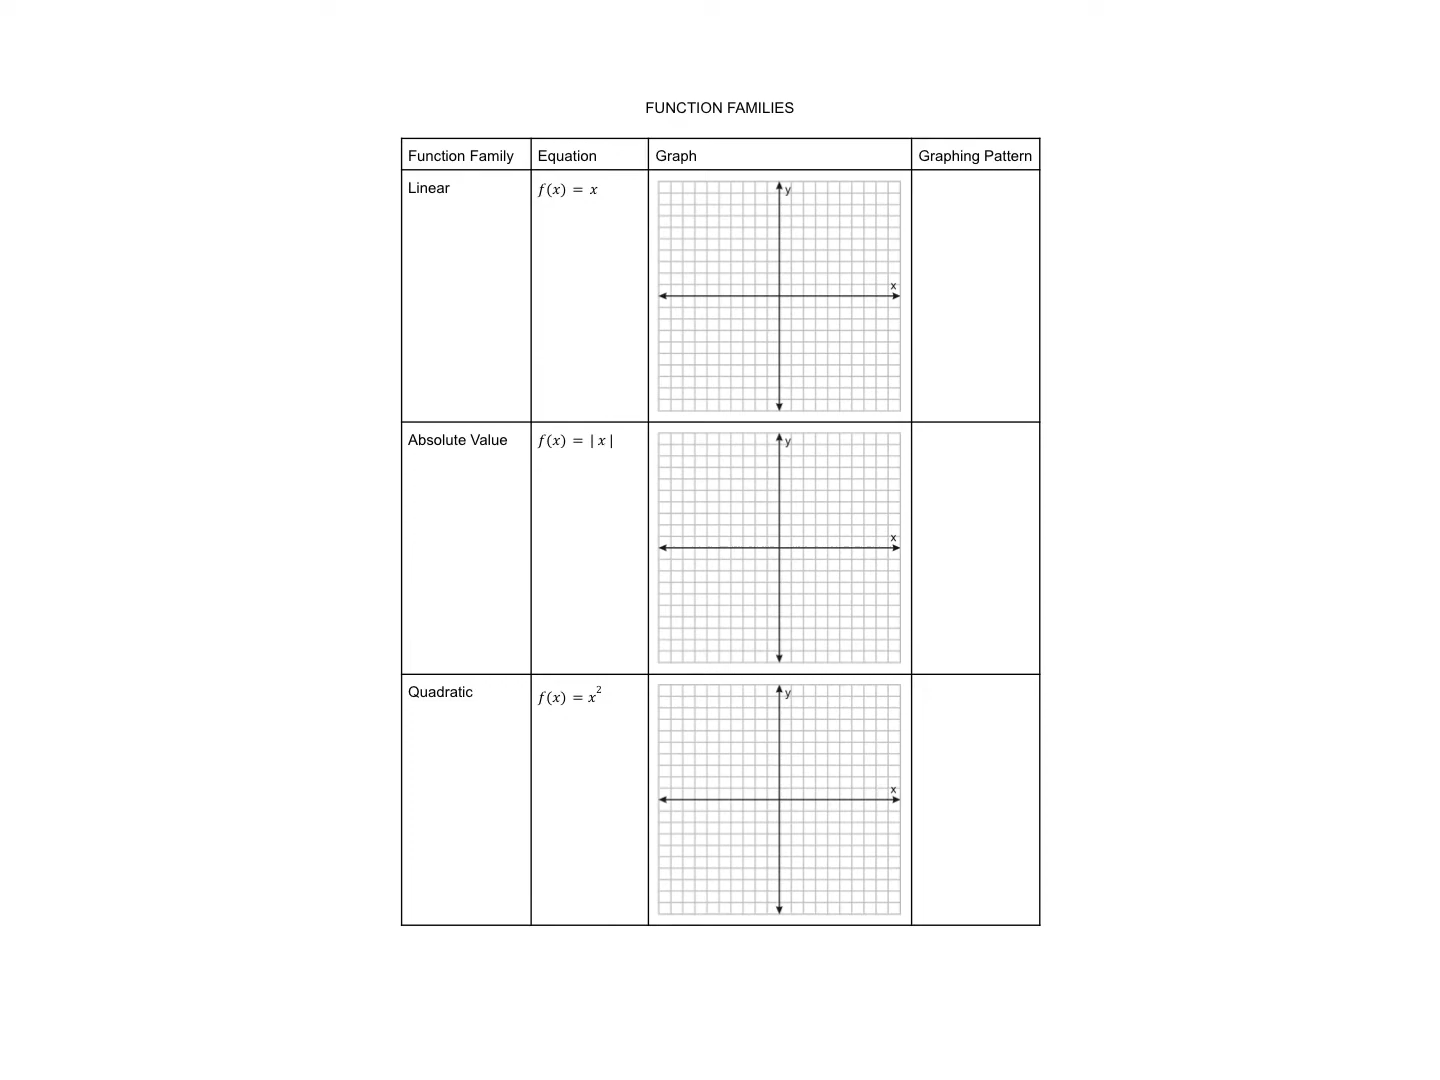 FUNCTION FAMILIES
Function Family Equation Graph Graphing Pattern
Linear f(x) = x
y
x
Absolute Value f(x) = |x|
y
x
Quadratic f(x) = x²
y
x